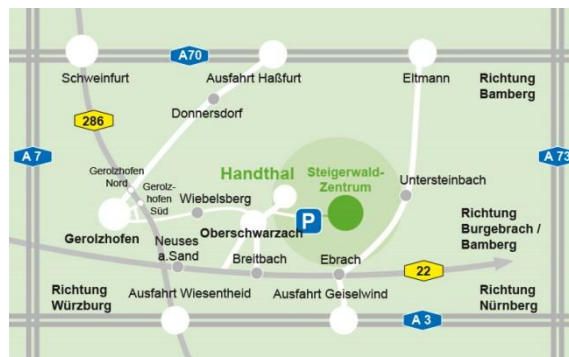 A70
Schweinfurt
Ausfahrt Haßfurt
Eltmann
Richtung
Bamberg
Donnersdorf
286
A 7
A 73
Gerolzhofen
Nord
Gerolz-
hofen
Süd
Handthal
Steigerwald-
Zentrum
Wiebelsberg
Untersteinbach
P
Gerolzhofen
Oberschwarzach
Richtung
Burgebrach /
Bamberg
Neuses
a.Sand
Breitbach
Ebrach
22
Richtung
Würzburg
Ausfahrt Wiesentheid
Ausfahrt Geiselwind
Richtung
Nürnberg
A 3